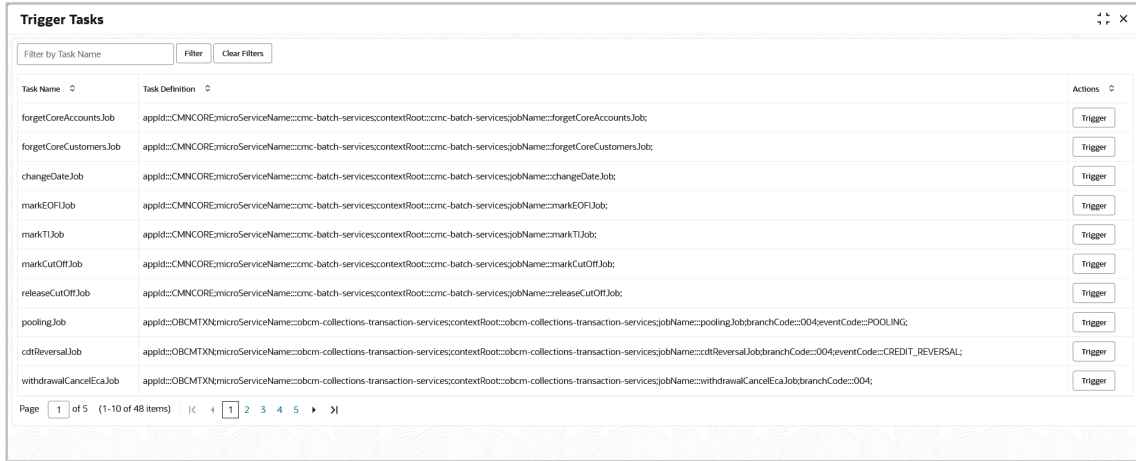 Trigger Tasks
Filter by Task Name Filter Clear Filters
Task Name Task Definition Actions
forgetCoreAccountsJob appId:::CMNCORE;microServiceName:::cmc-batch-services;contextRoot:::cmc-batch-services;jobName:::forgetCoreAccountsJob; Trigger
forgetCoreCustomersJob appId:::CMNCORE;microServiceName:::cmc-batch-services;contextRoot:::cmc-batch-services;jobName:::forgetCoreCustomersJob; Trigger
changeDateJob appId:::CMNCORE;microServiceName:::cmc-batch-services;contextRoot:::cmc-batch-services;jobName:::changeDateJob; Trigger
markEOFIJob appId:::CMNCORE;microServiceName:::cmc-batch-services;contextRoot:::cmc-batch-services;jobName:::markEOFIJob; Trigger
markTIJob appId:::CMNCORE;microServiceName:::cmc-batch-services;contextRoot:::cmc-batch-services;jobName:::markTIJob; Trigger
markCutOffJob appId:::CMNCORE;microServiceName:::cmc-batch-services;contextRoot:::cmc-batch-services;jobName:::markCutOffJob; Trigger
releaseCutOffJob appId:::CMNCORE;microServiceName:::cmc-batch-services;contextRoot:::cmc-batch-services;jobName:::releaseCutOffJob; Trigger
poolingJob appId:::OBCMTXN;microServiceName:::obcm-collections-transaction-services;contextRoot:::obcm-collections-transaction-services;jobName:::poolingJob;branchCode:::004;eventCode:::POOLING; Trigger
cdtReversalJob appId:::OBCMTXN;microServiceName:::obcm-collections-transaction-services;contextRoot:::obcm-collections-transaction-services;jobName:::cdtReversalJob;branchCode:::004;eventCode:::CREDIT_REVERSAL; Trigger
withdrawalCancelEcaJob appId:::OBCMTXN;microServiceName:::obcm-collections-transaction-services;contextRoot:::obcm-collections-transaction-services;jobName:::withdrawalCancelEcaJob;branchCode:::004; Trigger
Page 1 of 5 (1-10 of 48 items) 1 2 3 4 5